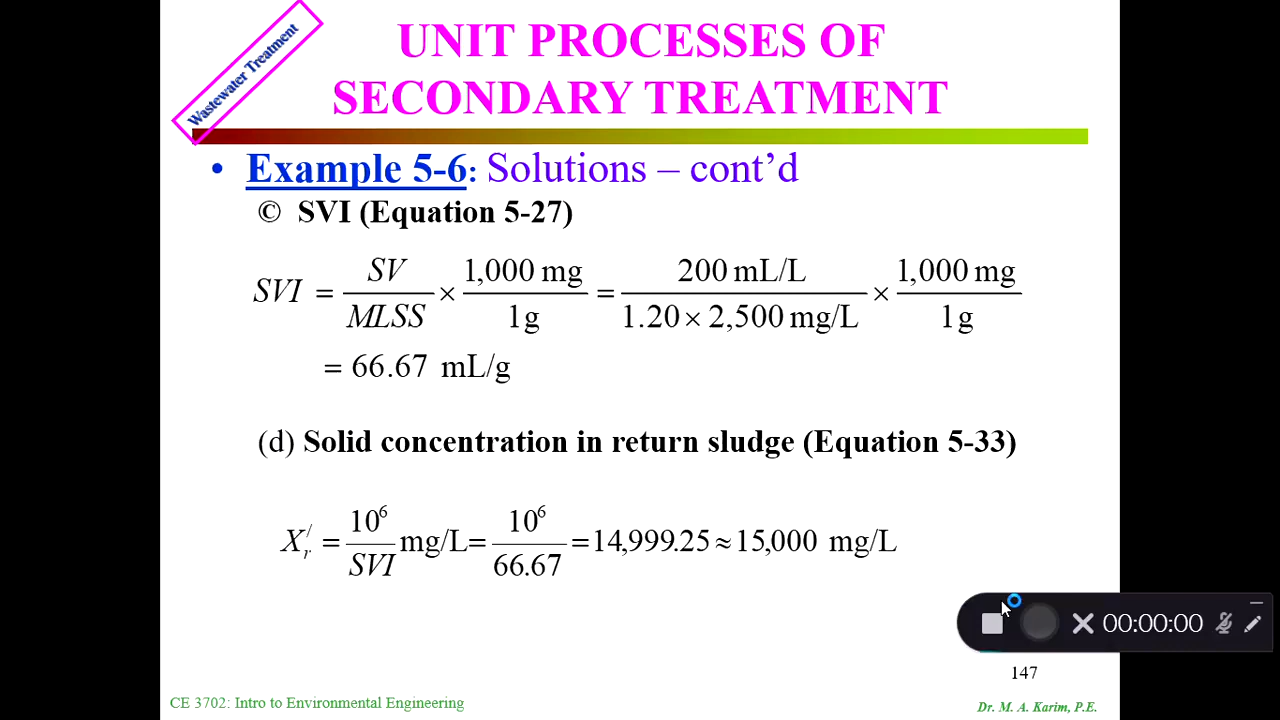 Wastewater Treatment
UNIT PROCESSES OF
SECONDARY TREATMENT
• Example 5-6: Solutions – cont’d
© SVI (Equation 5-27)
SVI = SV/MLSS × 1,000 mg/1g = 200 mL/L/1.20 × 2,500 mg/L × 1,000 mg/1g
= 66.67 mL/g
(d) Solid concentration in return sludge (Equation 5-33)
X_r^/ = 10^6/SVI mg/L = 10^6/66.67 = 14,999.25 ≈ 15,000 mg/L
00:00:00
147
CE 3702: Intro to Environmental Engineering
Dr. M. A. Karim, P.E.